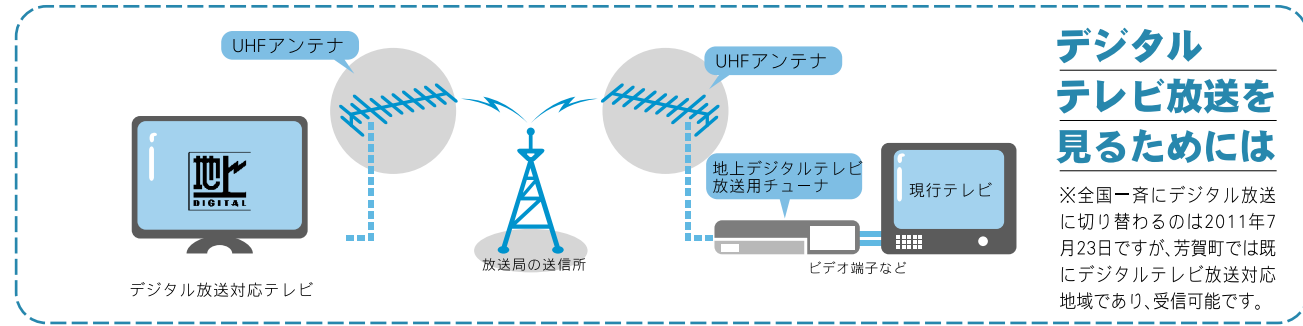 デジタル
テレビ放送を
見るためには
※全国一斉にデジタル放送
に切り替わるのは2011年7
月23日ですが、芳賀町では既
にデジタルテレビ放送対応
地域であり、受信可能です。
UHFアンテナ
UHFアンテナ
地上
DIGITAL
地上デジタルテレビ
放送用チューナ
現行テレビ
放送局の送信所
ビデオ端子など
デジタル放送対応テレビ